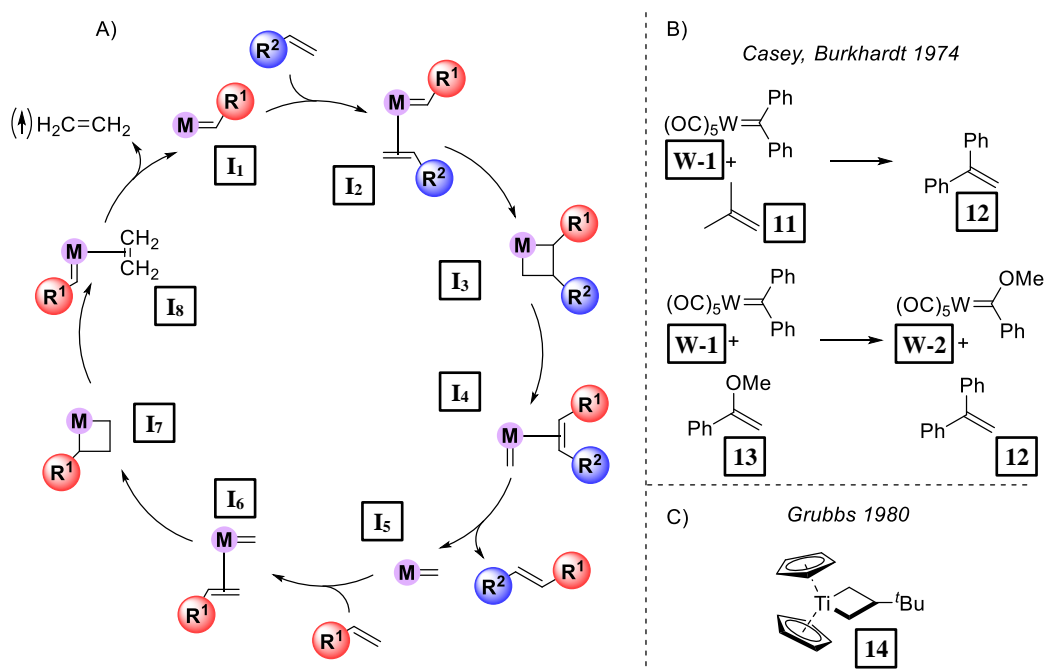 A)
R²
M
R¹
I₁
(↑) H₂C=CH₂
M
R¹
R²
I₂
M
R¹
R²
I₃
M
R¹
R²
I₄
M
I₅
R²
R¹
R¹
M
R¹
I₆
M
R¹
I₇
M
R¹
CH₂
CH₂
I₈
B)
Casey, Burkhardt 1974
(OC)₅W
Ph
Ph
W-1 +
11
Ph
Ph
12
(OC)₅W
Ph
Ph
W-1 +
OMe
Ph
13
(OC)₅W
OMe
Ph
W-2 +
Ph
Ph
12
C)
Grubbs 1980
Ti
ᵗBu
14